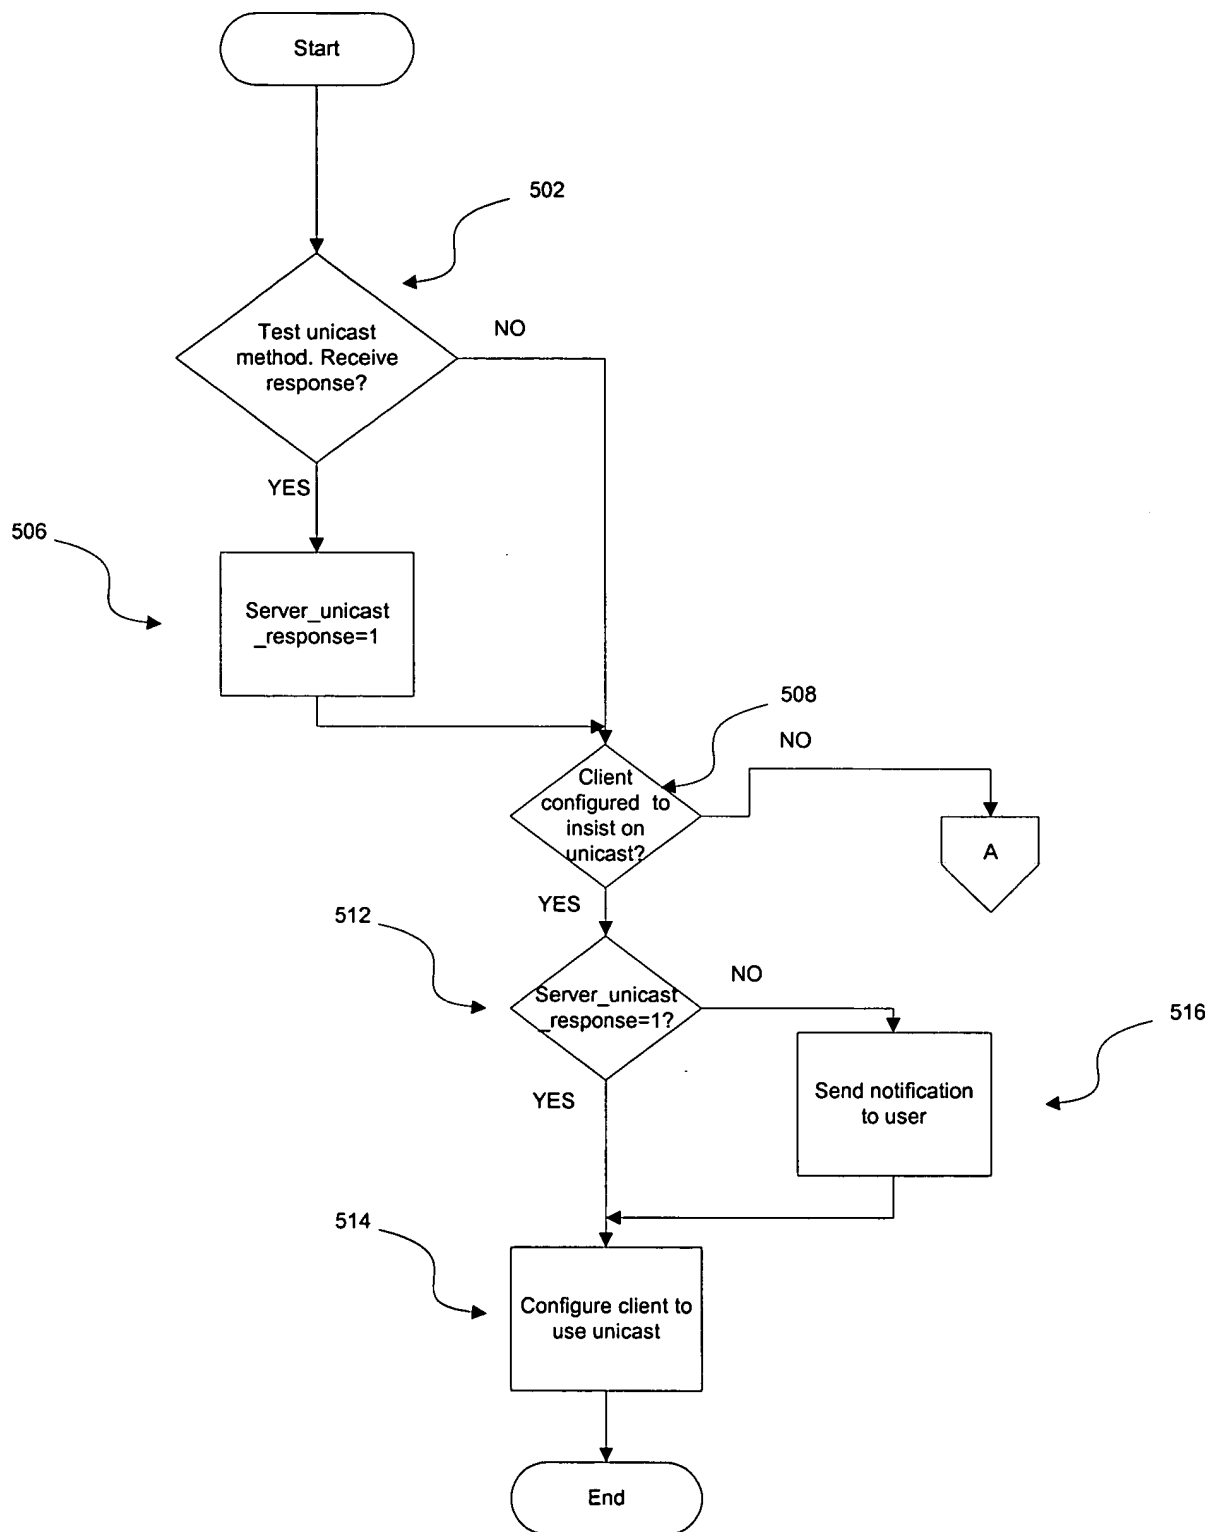 Start
502
Test unicast
method. Receive
response?
NO
YES
506
Server_unicast
_response=1
508
NO
Client
configured to
insist on
unicast?
A
YES
512
NO
Server_unicast
_response=1?
516
Send notification
to user
YES
514
Configure client to
use unicast
End